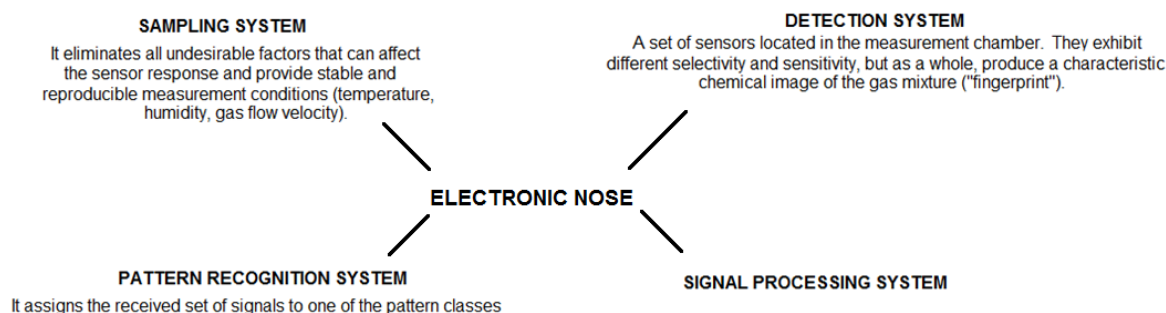 SAMPLING SYSTEM
It eliminates all undesirable factors that can affect
the sensor response and provide stable and
reproducible measurement conditions (temperature,
humidity, gas flow velocity).
DETECTION SYSTEM
A set of sensors located in the measurement chamber. They exhibit
different selectivity and sensitivity, but as a whole, produce a characteristic
chemical image of the gas mixture ("fingerprint").
ELECTRONIC NOSE
PATTERN RECOGNITION SYSTEM
It assigns the received set of signals to one of the pattern classes
SIGNAL PROCESSING SYSTEM